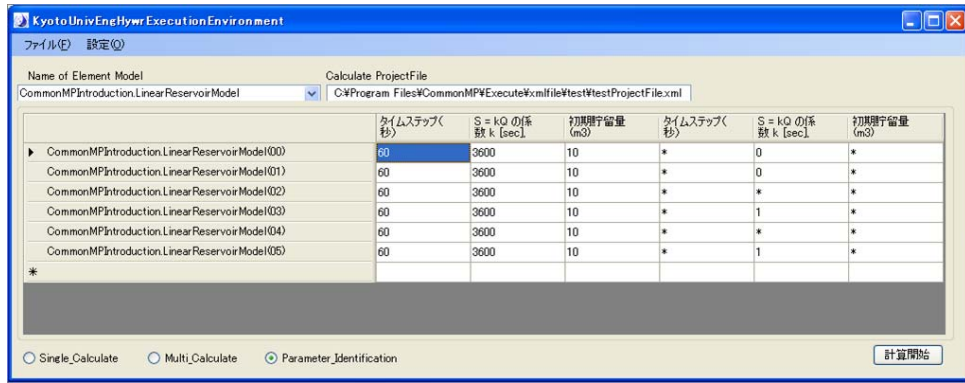 KyotoUnivEngHywrExecutionEnvironment
ファイル(F) 設定(O)
Name of Element Model Calculate ProjectFile
CommonMPIntroduction.LinearReservoirModel C:¥Program Files¥CommonMP¥Execute¥xmlfile¥test¥testProjectFile.xml
タイムステップ( S = kQ の係 初期貯留量 タイムステップ( S = kQ の係 初期貯留量
秒) 数 k [sec] (m3) 秒) 数 k [sec] (m3)
CommonMPIntroduction.LinearReservoirModel(00) 60 3600 10 * 0 *
CommonMPIntroduction.LinearReservoirModel(01) 60 3600 10 * 0 *
CommonMPIntroduction.LinearReservoirModel(02) 60 3600 10 * * *
CommonMPIntroduction.LinearReservoirModel(03) 60 3600 10 * 1 *
CommonMPIntroduction.LinearReservoirModel(04) 60 3600 10 * * *
CommonMPIntroduction.LinearReservoirModel(05) 60 3600 10 * 1 *
*
Single_Calculate Multi_Calculate Parameter_Identification 計算開始